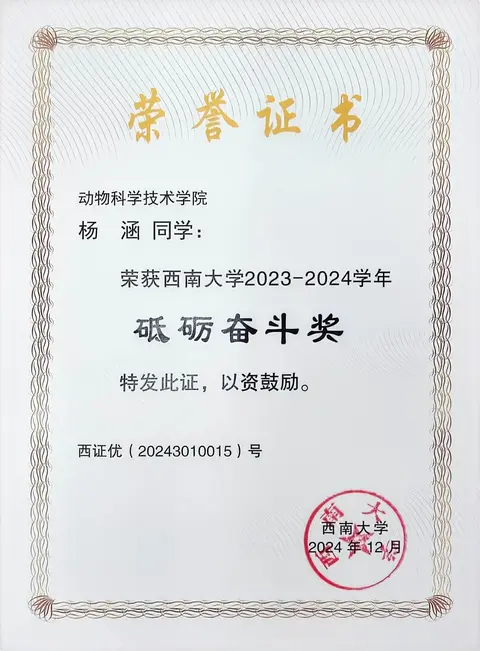 荣誉证书
动物科学技术学院
杨　涵 同学：
荣获西南大学2023-2024学年
砥砺奋斗奖
特发此证，以资鼓励。
西证优（20243010015）号
西南大学
西南大学
2024 年 12 月